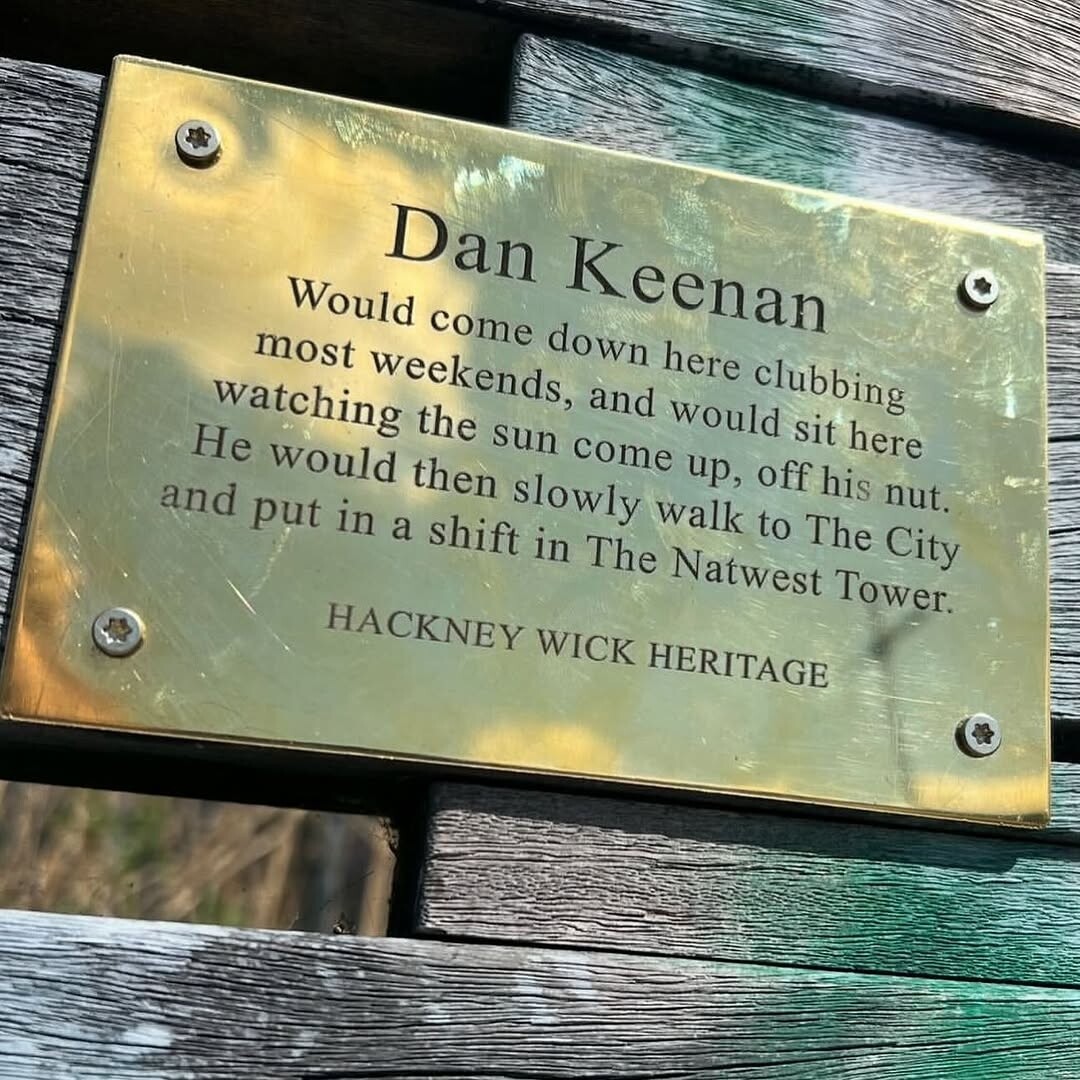 Dan Keenan
Would come down here clubbing
most weekends, and would sit here
watching the sun come up, off his nut.
He would then slowly walk to The City
and put in a shift in The Natwest Tower.
HACKNEY WICK HERITAGE